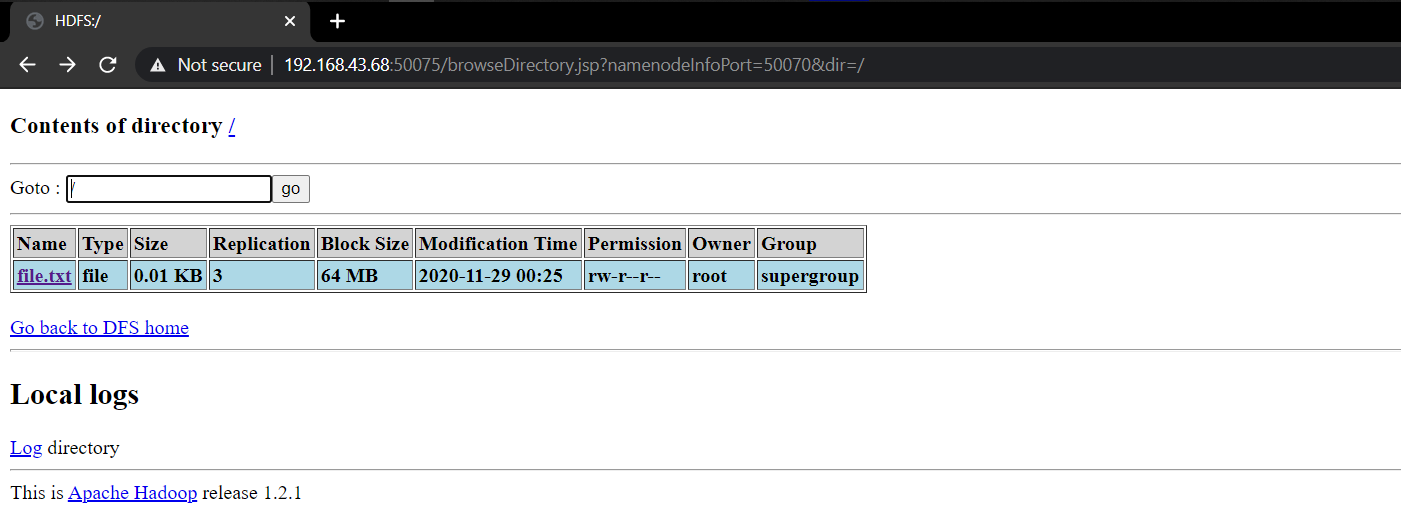 HDFS:/
Not secure | 192.168.43.68:50075/browseDirectory.jsp?namenodeInfoPort=50070&dir=/
Contents of directory /
Goto : / go
Name Type Size Replication Block Size Modification Time Permission Owner Group
file.txt file 0.01 KB 3 64 MB 2020-11-29 00:25 rw-r--r-- root supergroup
Go back to DFS home
Local logs
Log directory
This is Apache Hadoop release 1.2.1